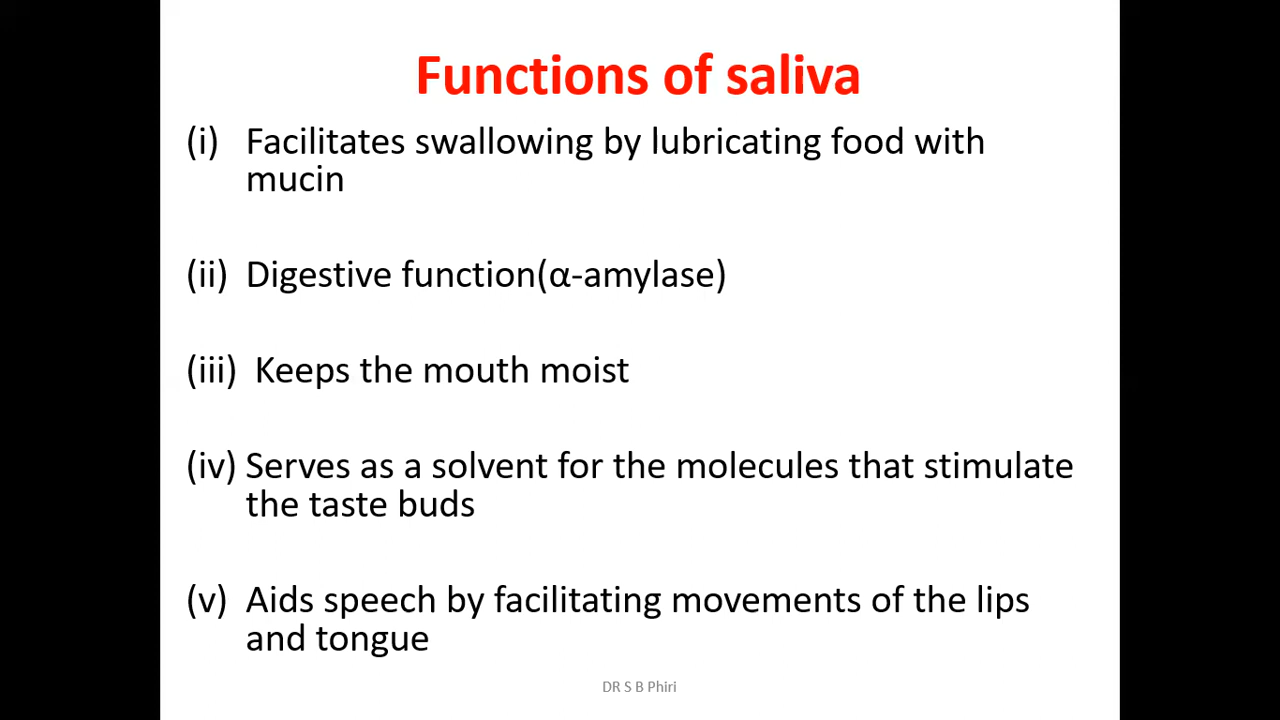 Functions of saliva
(i) Facilitates swallowing by lubricating food with
mucin
(ii) Digestive function(α-amylase)
(iii) Keeps the mouth moist
(iv) Serves as a solvent for the molecules that stimulate
the taste buds
(v) Aids speech by facilitating movements of the lips
and tongue
DR S B Phiri